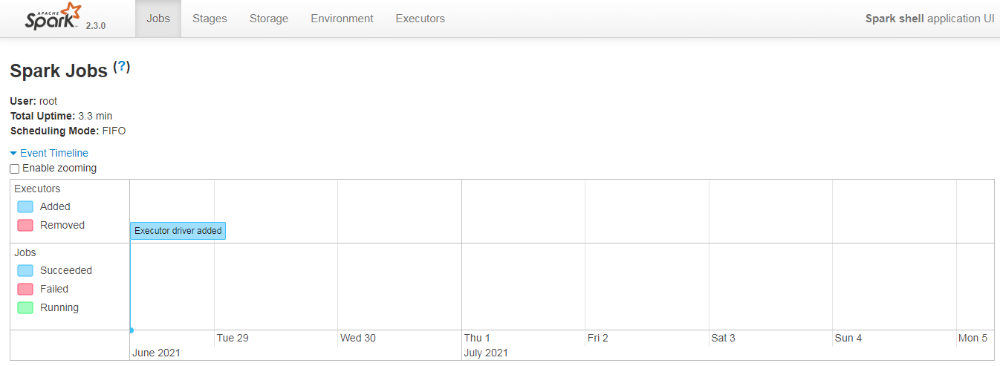 APACHE Spark 2.3.0 Jobs Stages Storage Environment Executors Spark shell application UI
Spark Jobs (?)
User: root
Total Uptime: 3.3 min
Scheduling Mode: FIFO
Event Timeline
Enable zooming
Executors
Added
Removed
Executor driver added
Jobs
Succeeded
Failed
Running
Tue 29 Wed 30 Thu 1 Fri 2 Sat 3 Sun 4 Mon 5
June 2021 July 2021